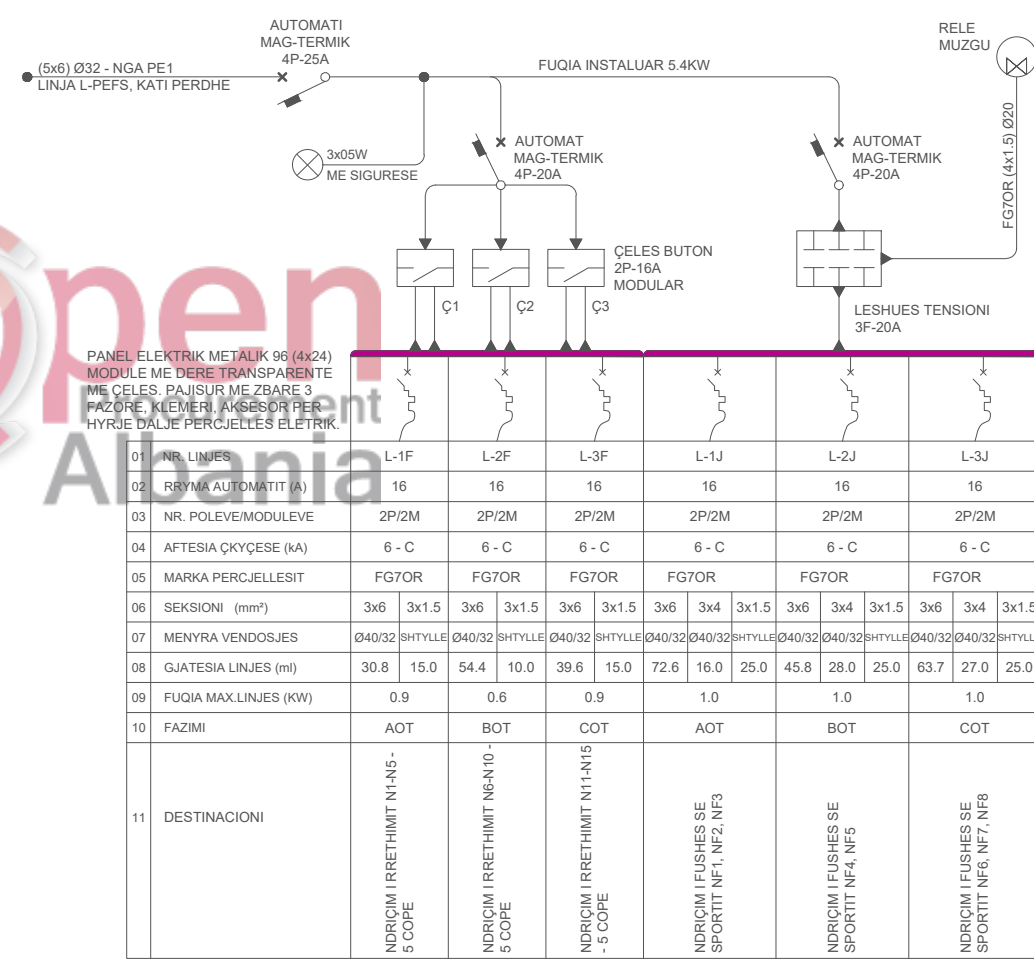 AUTOMATI
MAG-TERMIK
4P-25A
RELE
MUZGU
(5x6) Ø32 - NGA PE1
LINJA L-PEFS, KATI PERDHE
FUQIA INSTALUAR 5.4KW
3x05W
ME SIGURESE
AUTOMAT
MAG-TERMIK
4P-20A
AUTOMAT
MAG-TERMIK
4P-20A
FG7OR (4x1.5) Ø20
ÇELES BUTON
2P-16A
MODULAR
Ç1 Ç2 Ç3
LESHUES TENSIONI
3F-20A
Open
Procurement
Albania
PANEL ELEKTRIK METALIK 96 (4x24)
MODULE ME DERE TRANSPARENTE
ME ÇELES. PAJISUR ME ZBARE 3
FAZORE, KLEMERI, AKSESOR PER
HYRJE DALJE PERCJELLES ELETRIK.
01 NR. LINJES L-1F L-2F L-3F L-1J L-2J L-3J
02 RRYMA AUTOMATIT (A) 16 16 16 16 16 16
03 NR. POLEVE/MODULEVE 2P/2M 2P/2M 2P/2M 2P/2M 2P/2M 2P/2M
04 AFTESIA ÇKYÇESE (kA) 6 - C 6 - C 6 - C 6 - C 6 - C 6 - C
05 MARKA PERCJELLESIT FG7OR FG7OR FG7OR FG7OR FG7OR FG7OR
06 SEKSIONI (mm²) 3x6 3x1.5 3x6 3x1.5 3x6 3x1.5 3x6 3x4 3x1.5 3x6 3x4 3x1.5 3x6 3x4 3x1.5
07 MENYRA VENDOSJES Ø40/32 SHTYLLE Ø40/32 SHTYLLE Ø40/32 SHTYLLE Ø40/32 Ø40/32 SHTYLLE Ø40/32 Ø40/32 SHTYLLE Ø40/32 Ø40/32 SHTYLL
08 GJATESIA LINJES (ml) 30.8 15.0 54.4 10.0 39.6 15.0 72.6 16.0 25.0 45.8 28.0 25.0 63.7 27.0 25.0
09 FUQIA MAX.LINJES (KW) 0.9 0.6 0.9 1.0 1.0 1.0
10 FAZIMI AOT BOT COT AOT BOT COT
11 DESTINACIONI
NDRIÇIM I RRETHIMIT N1-N5 -
5 COPE
NDRIÇIM I RRETHIMIT N6-N10 -
5 COPE
NDRIÇIM I RRETHIMIT N11-N15
- 5 COPE
NDRIÇIM I FUSHES SE
SPORTIT NF1, NF2, NF3
NDRIÇIM I FUSHES SE
SPORTIT NF4, NF5
NDRIÇIM I FUSHES SE
SPORTIT NF6, NF7, NF8